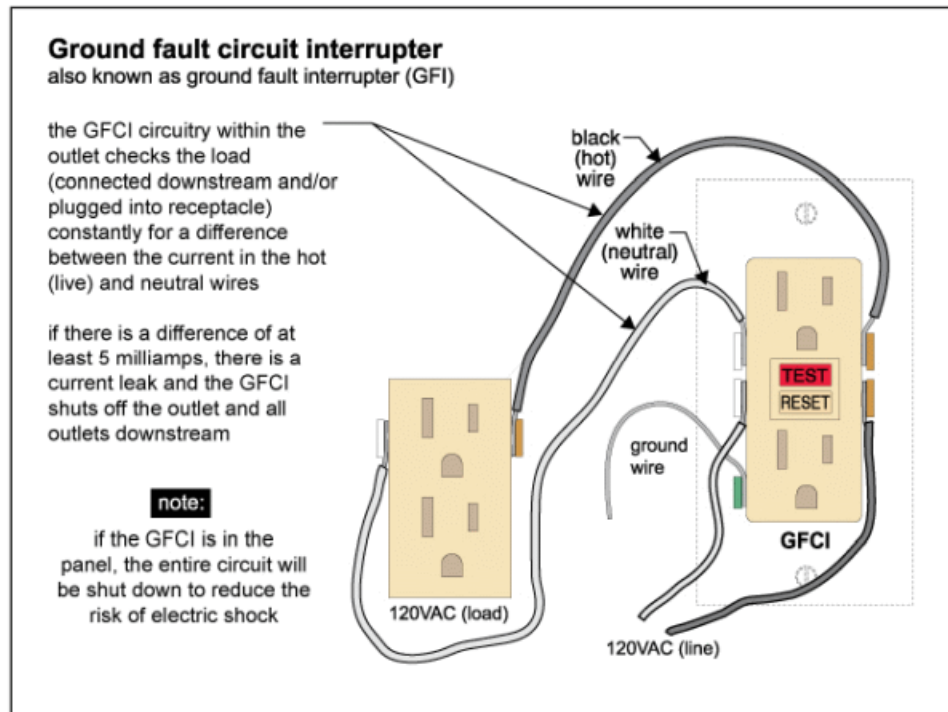 Ground fault circuit interrupter
also known as ground fault interrupter (GFI)
the GFCI circuitry within the
outlet checks the load
(connected downstream and/or
plugged into receptacle)
constantly for a difference
between the current in the hot
(live) and neutral wires
if there is a difference of at
least 5 milliamps, there is a
current leak and the GFCI
shuts off the outlet and all
outlets downstream
note:
if the GFCI is in the
panel, the entire circuit will
be shut down to reduce the
risk of electric shock
black
(hot)
wire
white
(neutral)
wire
TEST
RESET
ground
wire
GFCI
120VAC (load)
120VAC (line)